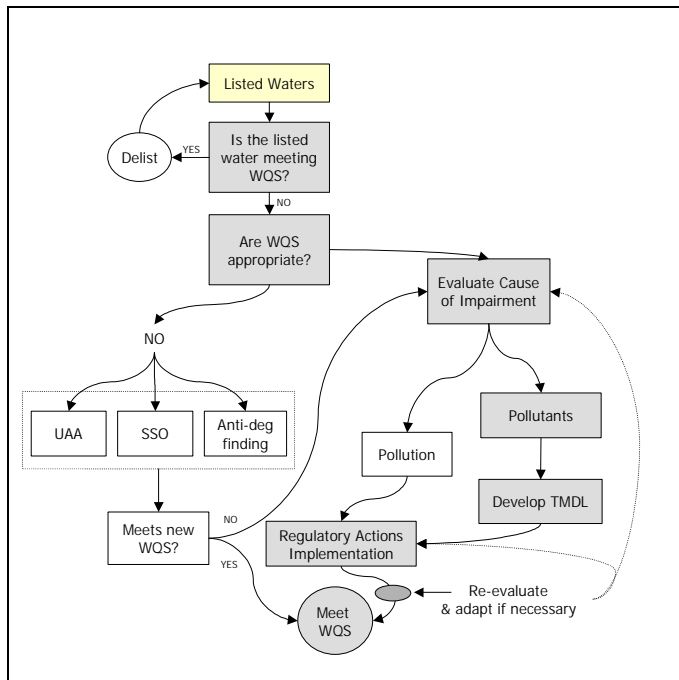 Listed Waters
Is the listed
water meeting
WQS?
YES
Delist
NO
Are WQS
appropriate?
Evaluate Cause
of Impairment
NO
UAA
SSO
Anti-deg
finding
Pollutants
Pollution
Develop TMDL
Meets new
WQS?
NO
YES
Regulatory Actions
Implementation
Re-evaluate
& adapt if necessary
Meet
WQS